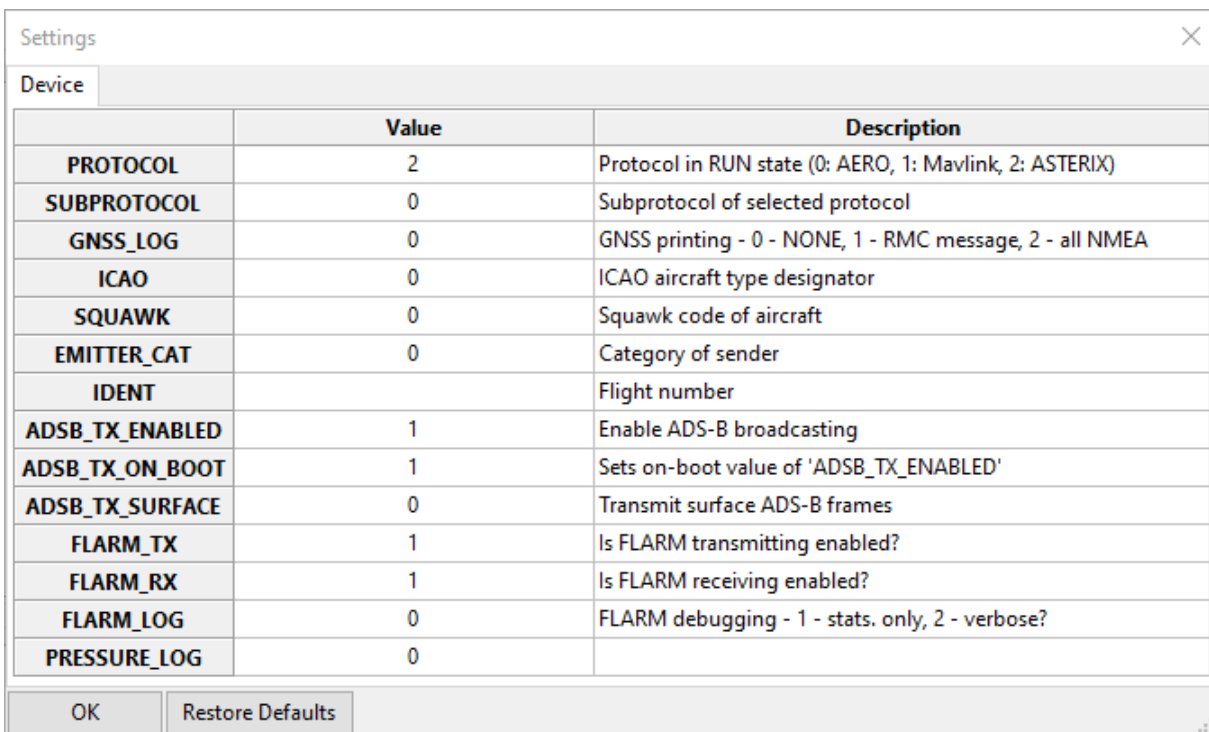 Settings
Device
Value Description
PROTOCOL 2 Protocol in RUN state (0: AERO, 1: Mavlink, 2: ASTERIX)
SUBPROTOCOL 0 Subprotocol of selected protocol
GNSS_LOG 0 GNSS printing - 0 - NONE, 1 - RMC message, 2 - all NMEA
ICAO 0 ICAO aircraft type designator
SQUAWK 0 Squawk code of aircraft
EMITTER_CAT 0 Category of sender
IDENT Flight number
ADSB_TX_ENABLED 1 Enable ADS-B broadcasting
ADSB_TX_ON_BOOT 1 Sets on-boot value of 'ADSB_TX_ENABLED'
ADSB_TX_SURFACE 0 Transmit surface ADS-B frames
FLARM_TX 1 Is FLARM transmitting enabled?
FLARM_RX 1 Is FLARM receiving enabled?
FLARM_LOG 0 FLARM debugging - 1 - stats. only, 2 - verbose?
PRESSURE_LOG 0
OK Restore Defaults